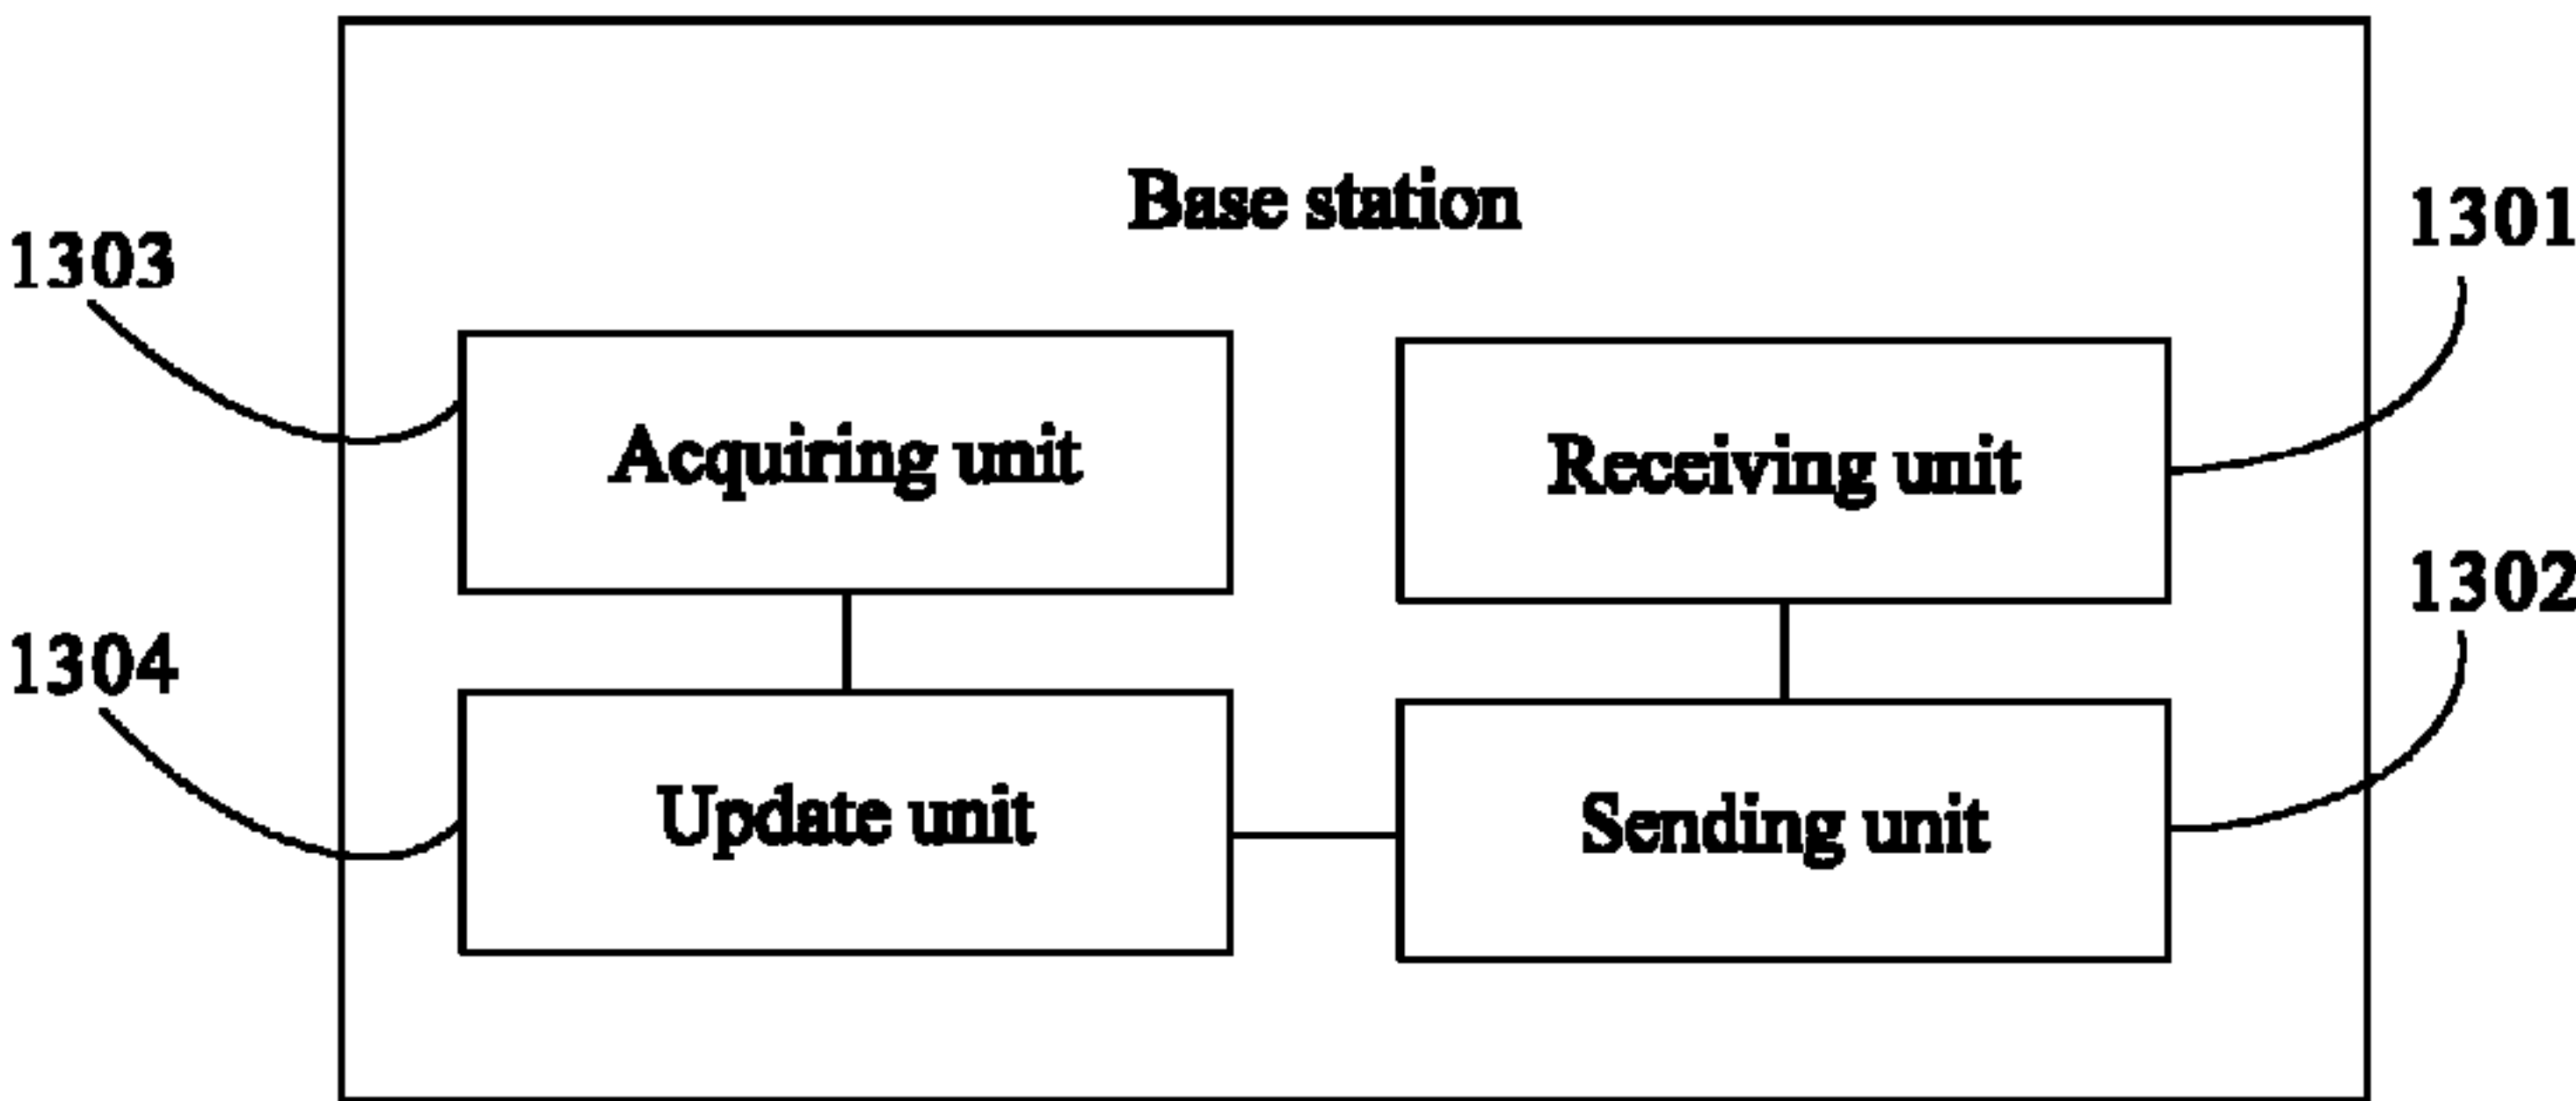 Base station
1303
1301
Acquiring unit
Receiving unit
1304
1302
Update unit
Sending unit